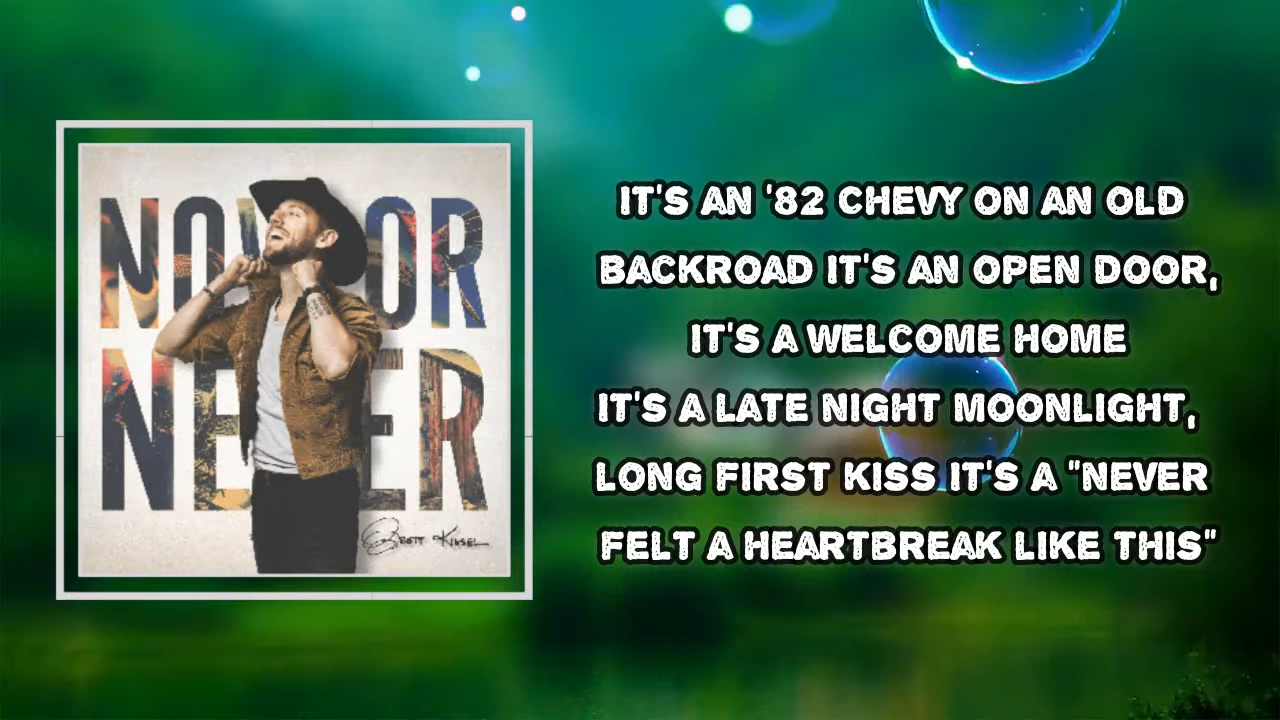 NOW OR
NEVER
Brett Kissel
IT'S AN '82 CHEVY ON AN OLD
BACKROAD IT'S AN OPEN DOOR,
IT'S A WELCOME HOME
IT'S A LATE NIGHT MOONLIGHT,
LONG FIRST KISS IT'S A "NEVER
FELT A HEARTBREAK LIKE THIS"